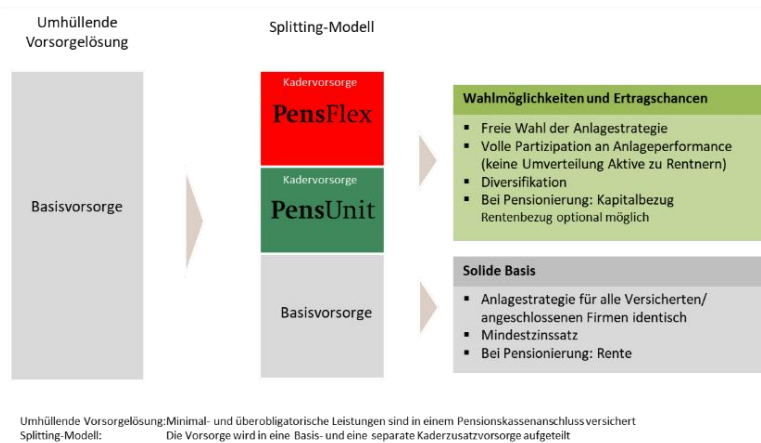 Umhüllende
Vorsorgelösung
Splitting-Modell
Basisvorsorge
Kadervorsorge
PensFlex
Kadervorsorge
PensUnit
Basisvorsorge
Wahlmöglichkeiten und Ertragschancen
▪ Freie Wahl der Anlagestrategie
▪ Volle Partizipation an Anlageperformance
(keine Umverteilung Aktive zu Rentnern)
▪ Diversifikation
▪ Bei Pensionierung: Kapitalbezug
Rentenbezug optional möglich
Solide Basis
▪ Anlagestrategie für alle Versicherten/
angeschlossenen Firmen identisch
▪ Mindestzinssatz
▪ Bei Pensionierung: Rente
Umhüllende Vorsorgelösung: Minimal- und überobligatorische Leistungen sind in einem Pensionskassenanschluss versichert
Splitting-Modell: Die Vorsorge wird in eine Basis- und eine separate Kaderzusatzvorsorge aufgeteilt